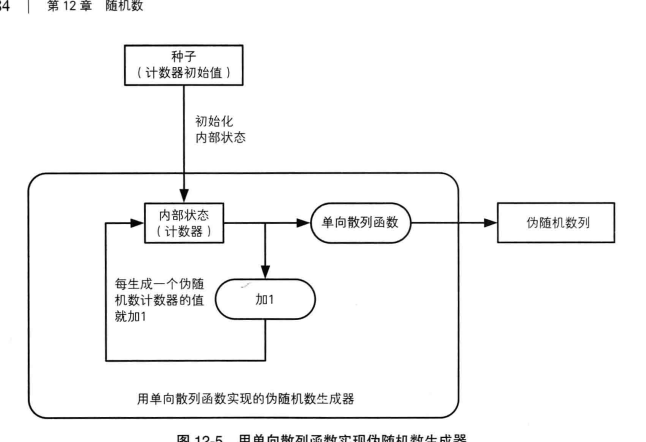 第 12 章 随机数
种子
（计数器初始值）
初始化
内部状态
内部状态
（计数器）
单向散列函数
伪随机数列
每生成一个伪随
机数计数器的值
就加1
加1
用单向散列函数实现的伪随机数生成器
图 12-5 用单向散列函数实现伪随机数生成器